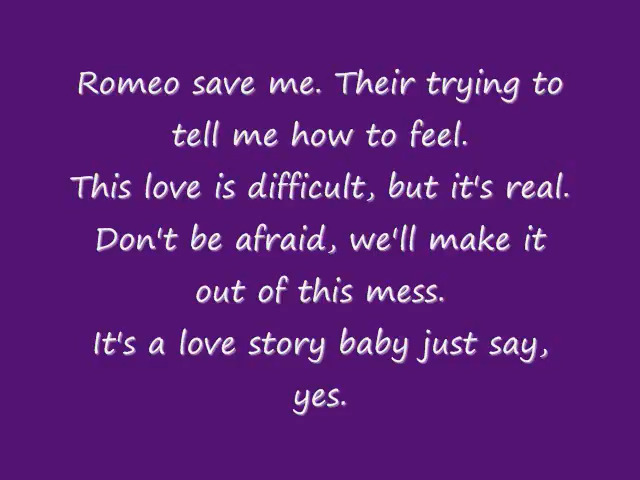 Romeo save me. Their trying to
tell me how to feel.
This love is difficult, but it's real.
Don't be afraid, we'll make it
out of this mess.
It's a love story baby just say,
yes.